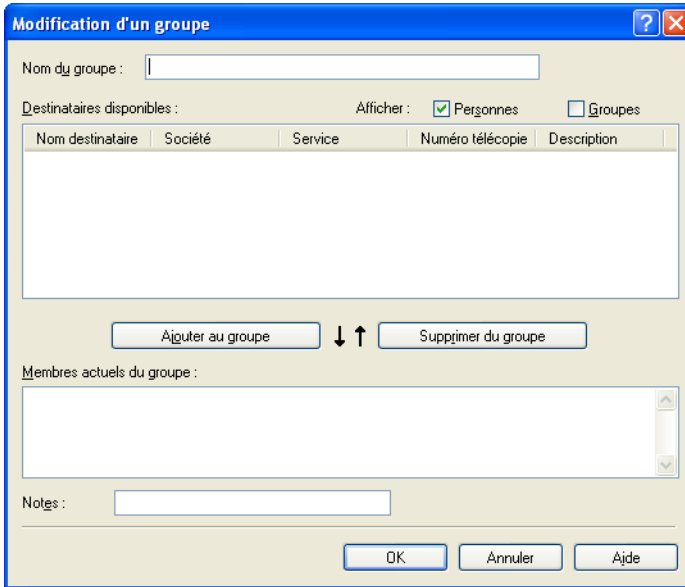 Modification d'un groupe
Nom du groupe :
Destinataires disponibles : Afficher : Personnes Groupes
Nom destinataire Société Service Numéro télécopie Description
Ajouter au groupe Supprimer du groupe
Membres actuels du groupe :
Notes :
OK Annuler Aide